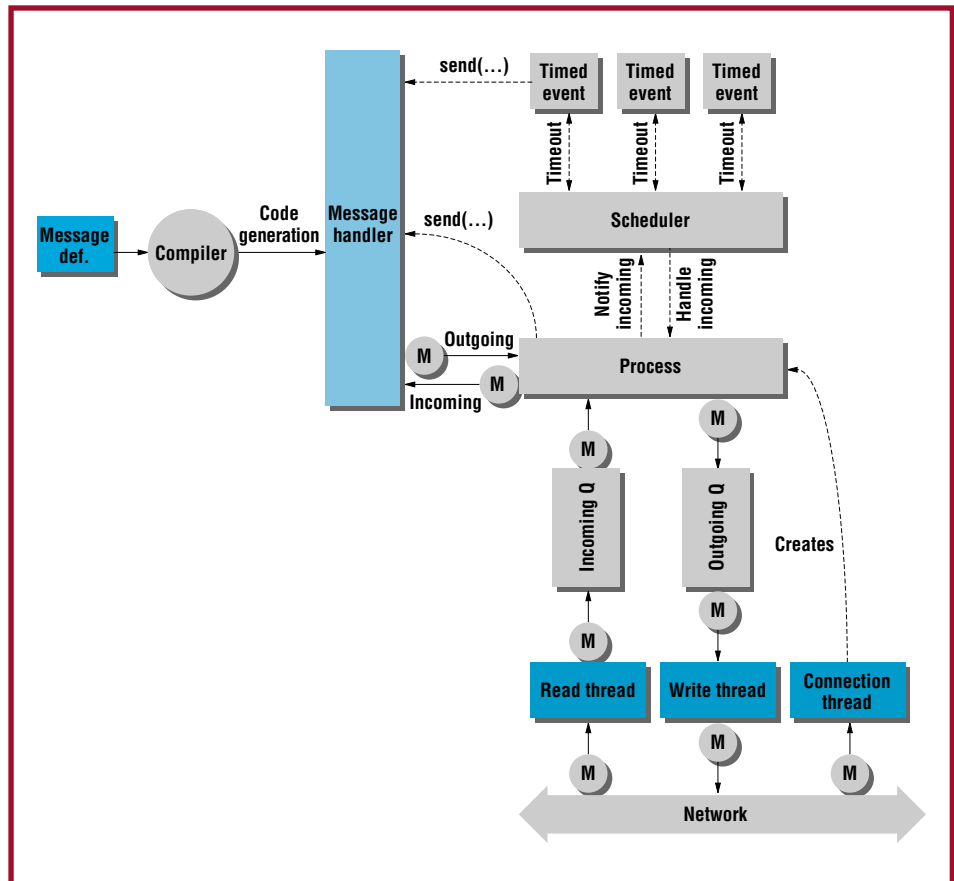 send(...)
Timed
event
Timed
event
Timed
event
Timeout
Timeout
Timeout
Message
def.
Compiler
Code
generation
Message
handler
send(...)
Scheduler
Notify
incoming
Handle
incoming
M
Outgoing
Process
Incoming
M
M
M
Incoming Q
Outgoing Q
Creates
M
M
Read thread
Write thread
Connection
thread
M
M
M
Network